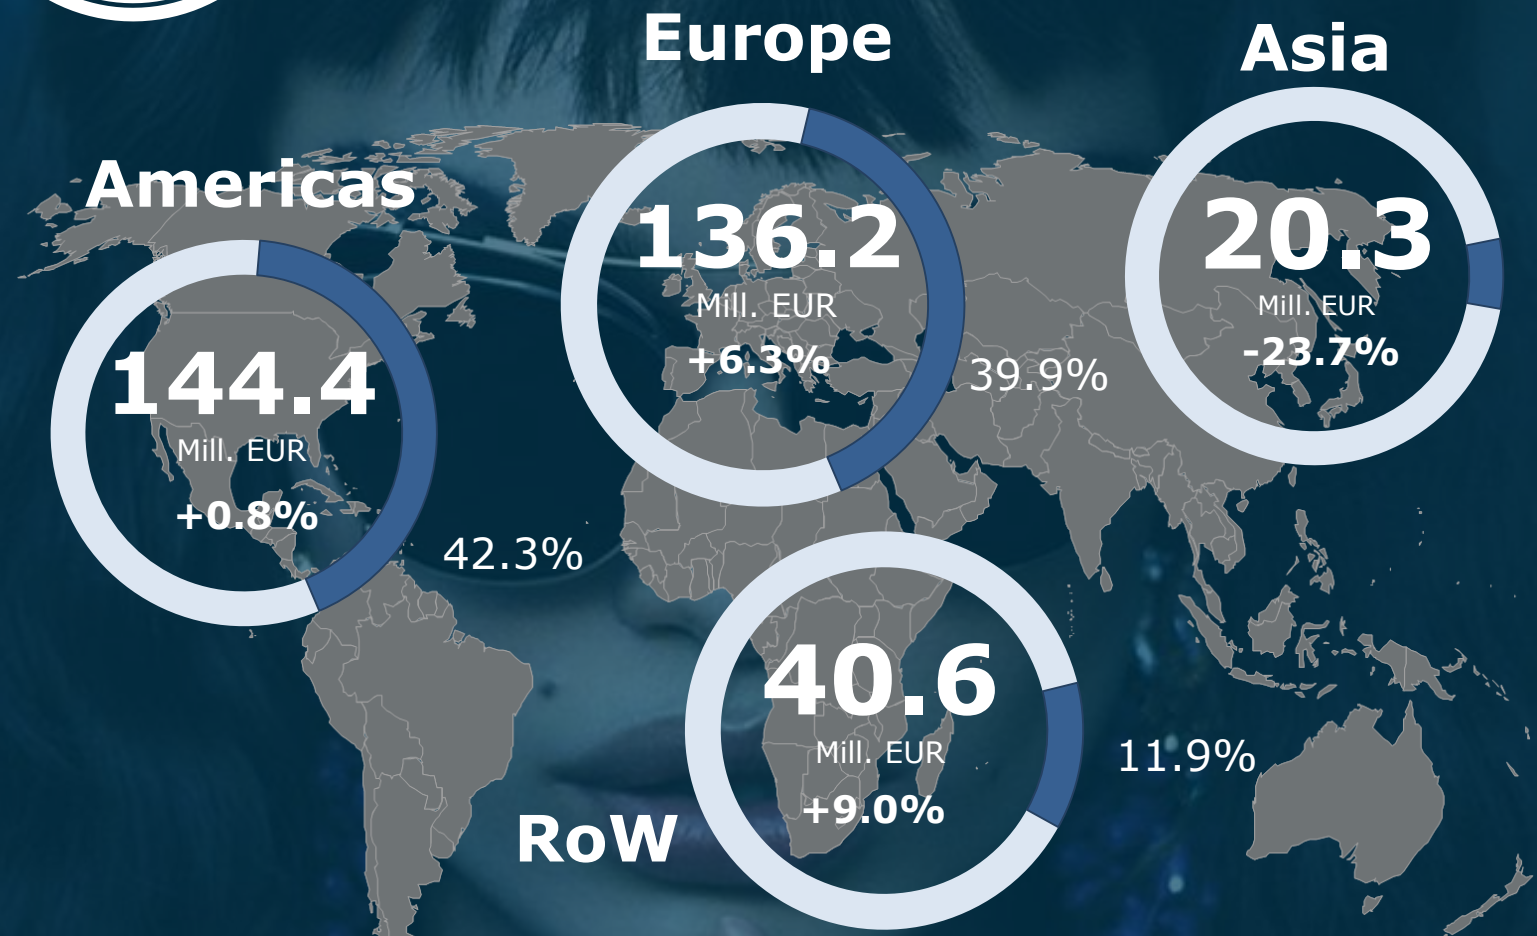 Europe
Asia
Americas
136.2
Mill. EUR
+6.3%
39.9%
20.3
Mill. EUR
-23.7%
144.4
Mill. EUR
+0.8%
42.3%
40.6
Mill. EUR
+9.0%
11.9%
RoW